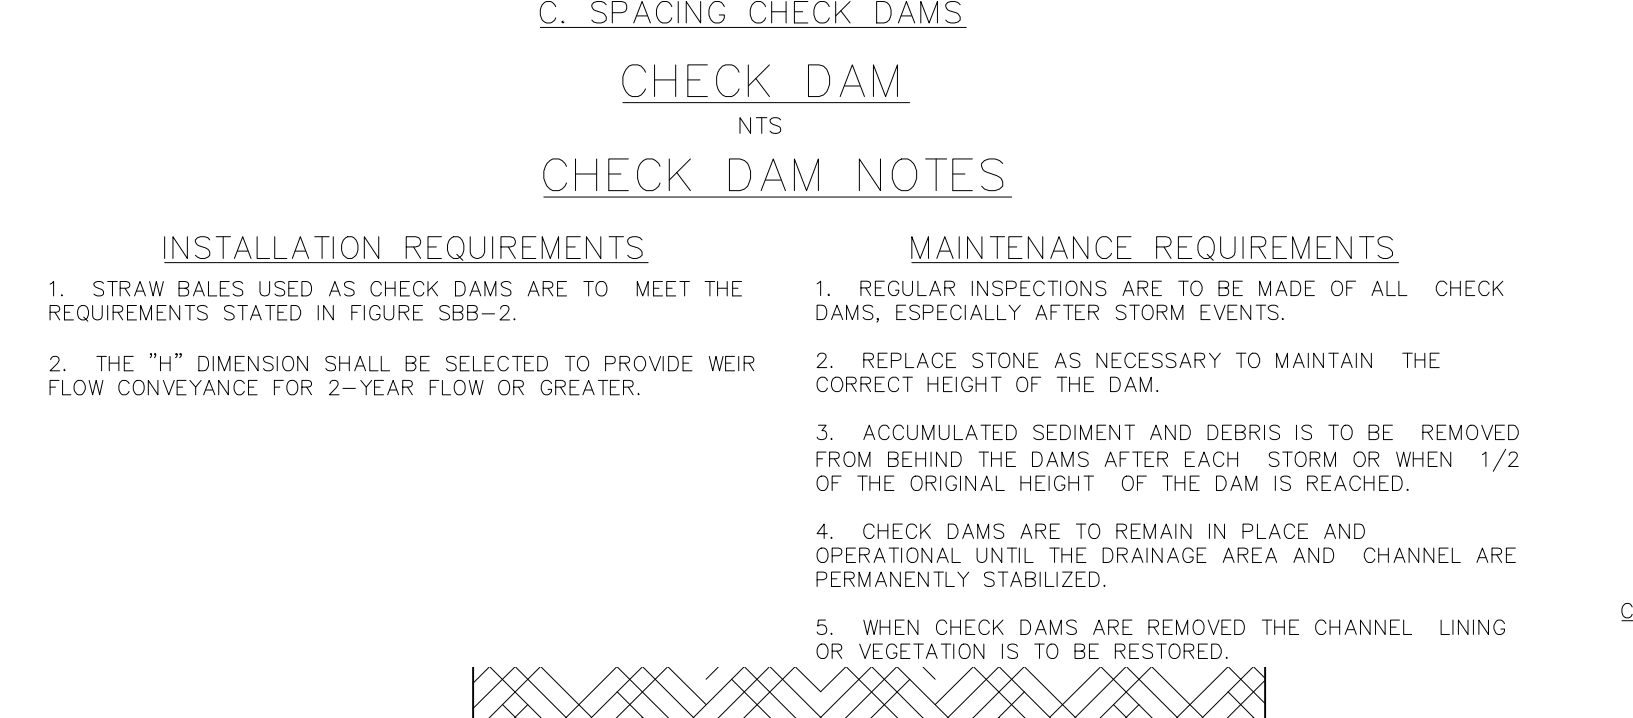 C. SPACING CHECK DAMS
CHECK DAM
NTS
CHECK DAM NOTES
INSTALLATION REQUIREMENTS
1. STRAW BALES USED AS CHECK DAMS ARE TO MEET THE
REQUIREMENTS STATED IN FIGURE SBB-2.
2. THE "H" DIMENSION SHALL BE SELECTED TO PROVIDE WEIR
FLOW CONVEYANCE FOR 2-YEAR FLOW OR GREATER.
MAINTENANCE REQUIREMENTS
1. REGULAR INSPECTIONS ARE TO BE MADE OF ALL CHECK
DAMS, ESPECIALLY AFTER STORM EVENTS.
2. REPLACE STONE AS NECESSARY TO MAINTAIN THE
CORRECT HEIGHT OF THE DAM.
3. ACCUMULATED SEDIMENT AND DEBRIS IS TO BE REMOVED
FROM BEHIND THE DAMS AFTER EACH STORM OR WHEN 1/2
OF THE ORIGINAL HEIGHT OF THE DAM IS REACHED.
4. CHECK DAMS ARE TO REMAIN IN PLACE AND
OPERATIONAL UNTIL THE DRAINAGE AREA AND CHANNEL ARE
PERMANENTLY STABILIZED.
5. WHEN CHECK DAMS ARE REMOVED THE CHANNEL LINING
OR VEGETATION IS TO BE RESTORED.